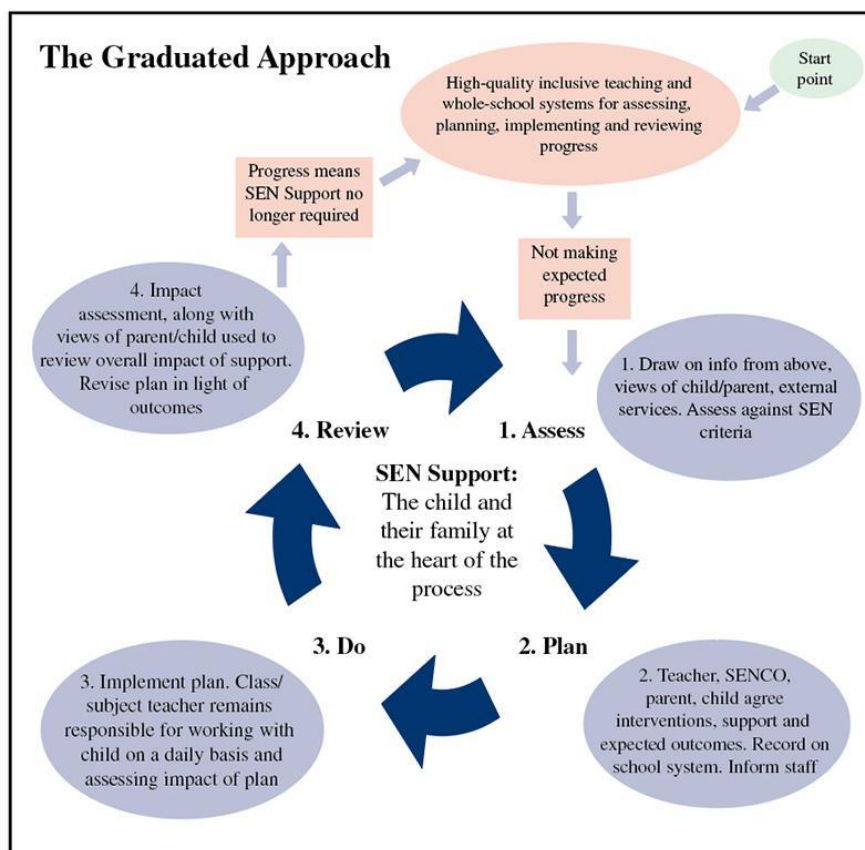 The Graduated Approach
Start
point
High-quality inclusive teaching and
whole-school systems for assessing,
planning, implementing and reviewing
progress
Progress means
SEN Support no
longer required
Not making
expected
progress
4. Impact
assessment, along with
views of parent/child used to
review overall impact of support.
Revise plan in light of
outcomes
1. Draw on info from above,
views of child/parent, external
services. Assess against SEN
criteria
4. Review
1. Assess
SEN Support:
The child and
their family at
the heart of the
process
3. Do
2. Plan
3. Implement plan. Class/
subject teacher remains
responsible for working with
child on a daily basis and
assessing impact of plan
2. Teacher, SENCO,
parent, child agree
interventions, support and
expected outcomes. Record on
school system. Inform staff